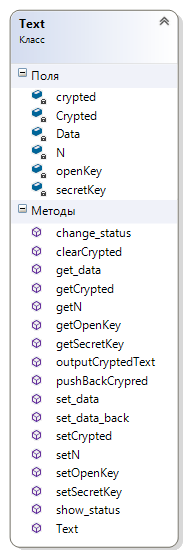 Text
Класс
Поля
crypted
Crypted
Data
N
openKey
secretKey
Методы
change_status
clearCrypted
get_data
getCrypted
getN
getOpenKey
getSecretKey
outputCryptedText
pushBackCrypred
set_data
set_data_back
setCrypted
setN
setOpenKey
setSecretKey
show_status
Text